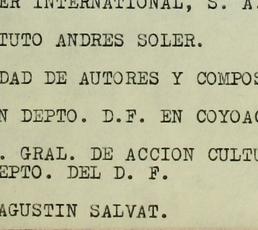 ER INTERNATIONAL, S. A.
TUTO ANDRES SOLER.
DAD DE AUTORES Y COMPOS
N DEPTO. D.F. EN COYOA
. GRAL. DE ACCION CULTU
EPTO. DEL D. F.
AGUSTIN SALVAT.